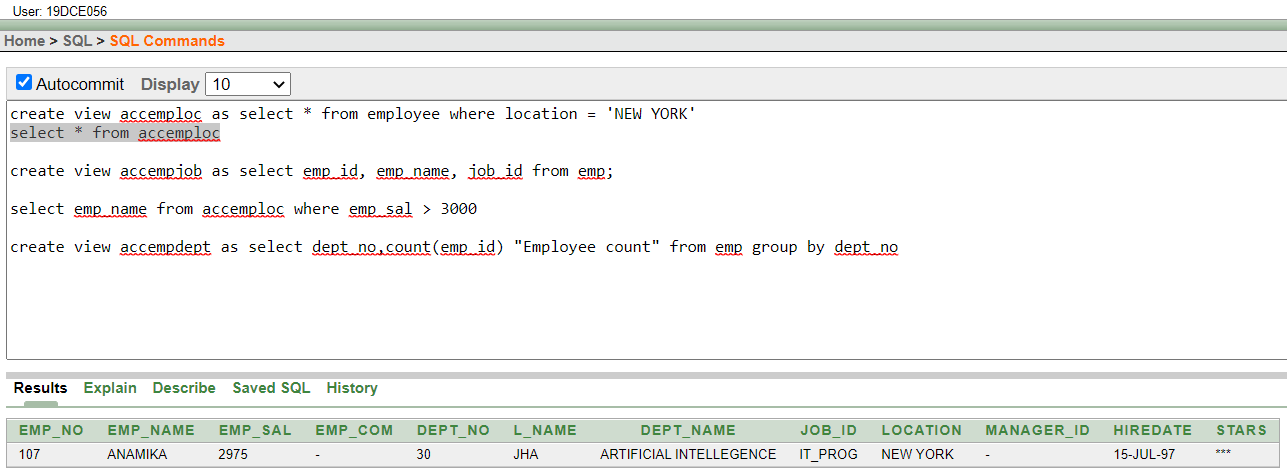 User: 19DCE056
Home > SQL > SQL Commands
Autocommit Display 10
create view accemploc as select * from employee where location = 'NEW YORK'
select * from accemploc
create view accempjob as select emp_id, emp_name, job_id from emp;
select emp_name from accemploc where emp_sal > 3000
create view accempdept as select dept_no,count(emp_id) "Employee count" from emp group by dept_no
Results Explain Describe Saved SQL History
EMP_NO EMP_NAME EMP_SAL EMP_COM DEPT_NO L_NAME DEPT_NAME JOB_ID LOCATION MANAGER_ID HIREDATE STARS
107 ANAMIKA 2975 - 30 JHA ARTIFICIAL INTELLEGENCE IT_PROG NEW YORK - 15-JUL-97 ***